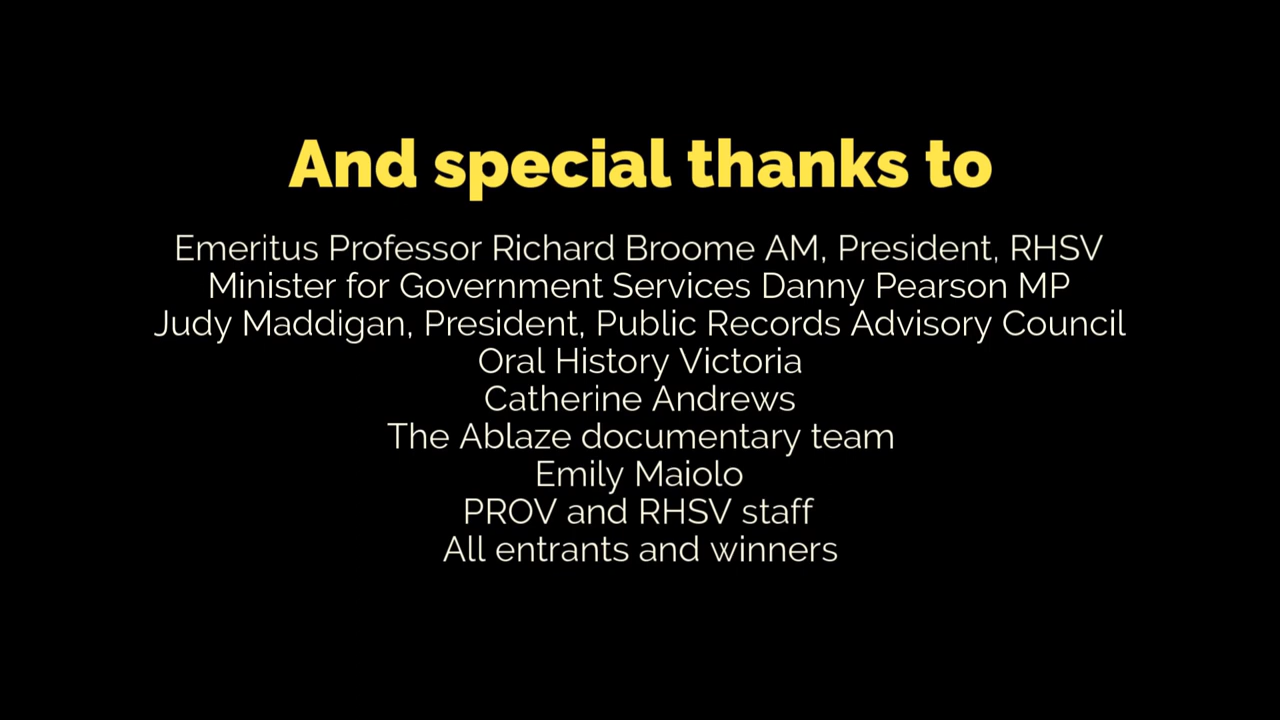 And special thanks to
Emeritus Professor Richard Broome AM, President, RHSV
Minister for Government Services Danny Pearson MP
Judy Maddigan, President, Public Records Advisory Council
Oral History Victoria
Catherine Andrews
The Ablaze documentary team
Emily Maiolo
PROV and RHSV staff
All entrants and winners